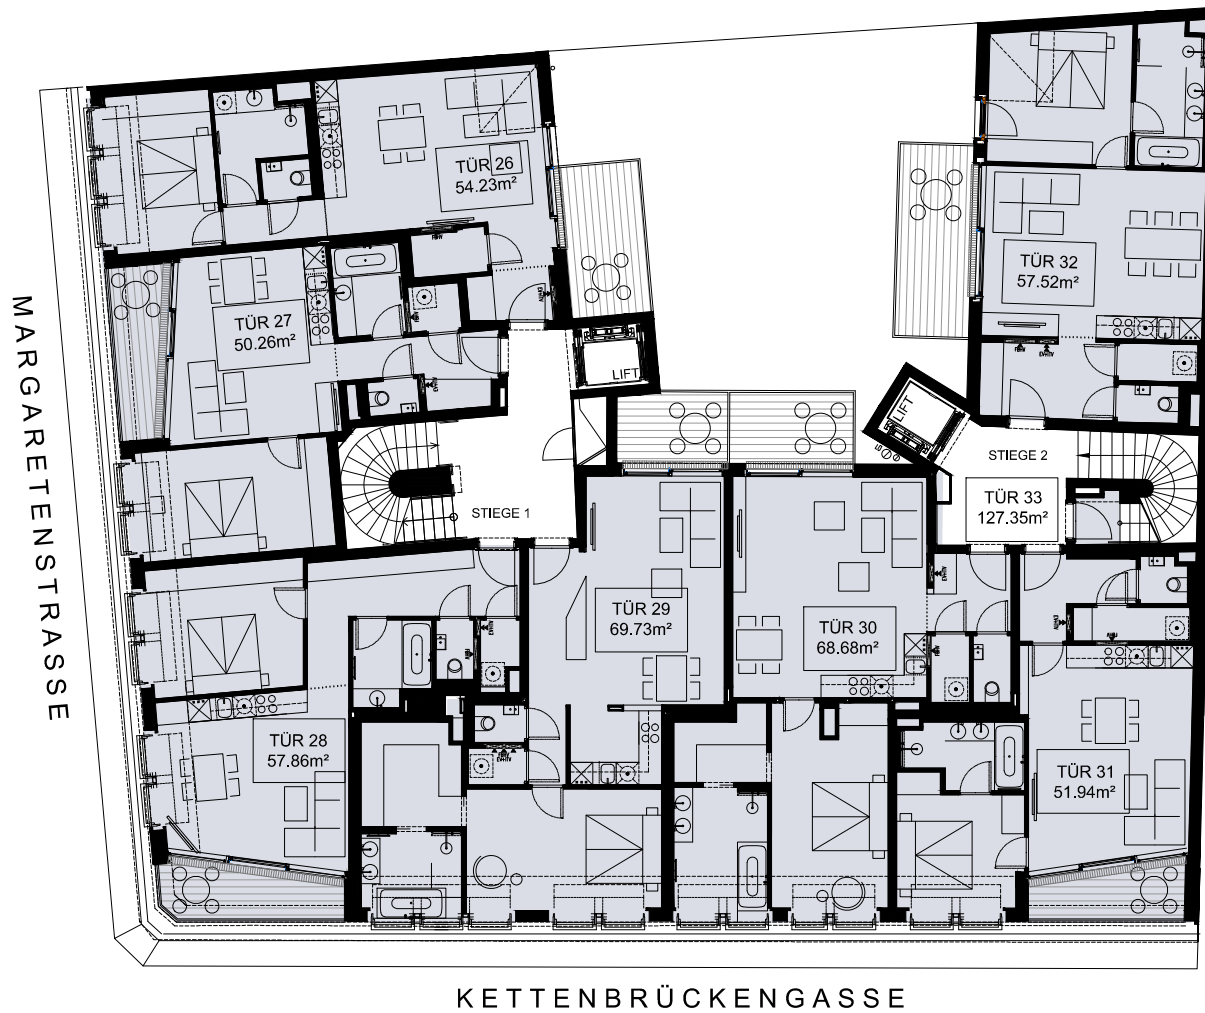 TÜR 26
54.23m²
TÜR 27
50.26m²
LIFT
TÜR 32
57.52m²
LIFT
STIEGE 2
TÜR 33
127.35m²
STIEGE 1
TÜR 29
69.73m²
TÜR 30
68.68m²
TÜR 28
57.86m²
TÜR 31
51.94m²
MARGARETENSTRASSE
KETTENBRÜCKENGASSE